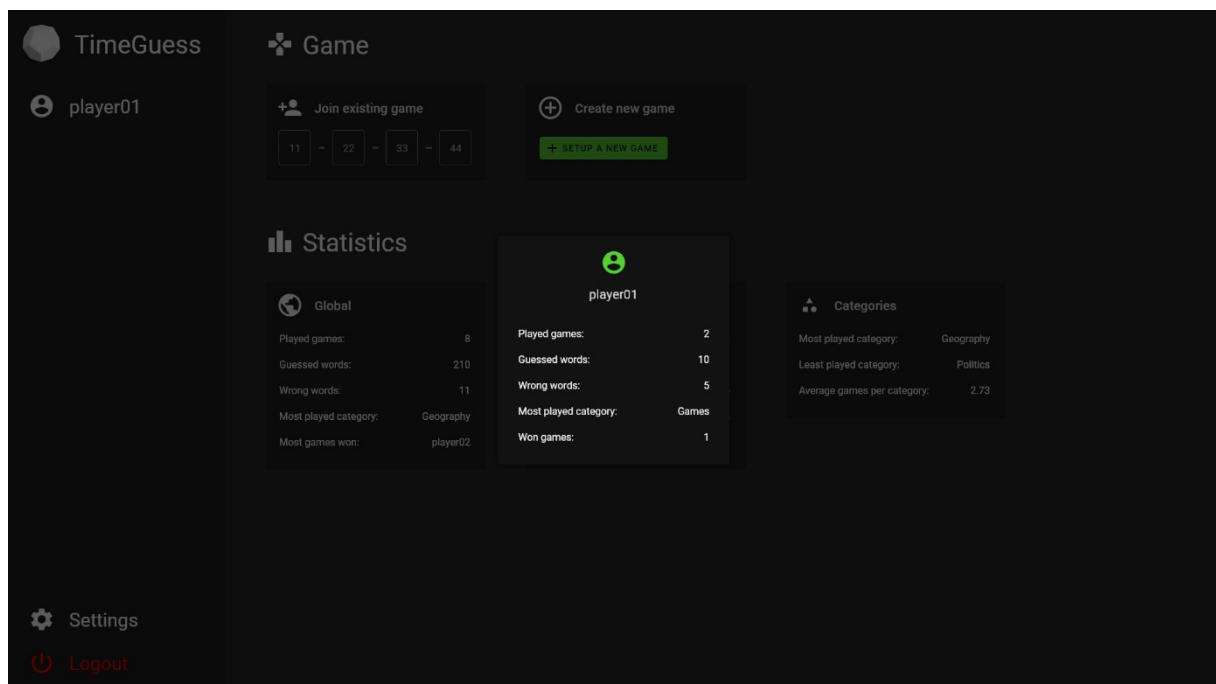 TimeGuess
player01
Game
Join existing game
11 - 22 - 33 - 44
Create new game
+ SETUP A NEW GAME
Statistics
Global
Played games: 8
Guessed words: 210
Wrong words: 11
Most played category: Geography
Most games won: player02
player01
Played games: 2
Guessed words: 10
Wrong words: 5
Most played category: Games
Won games: 1
Categories
Most played category: Geography
Least played category: Politics
Average games per category: 2.73
Settings
Logout